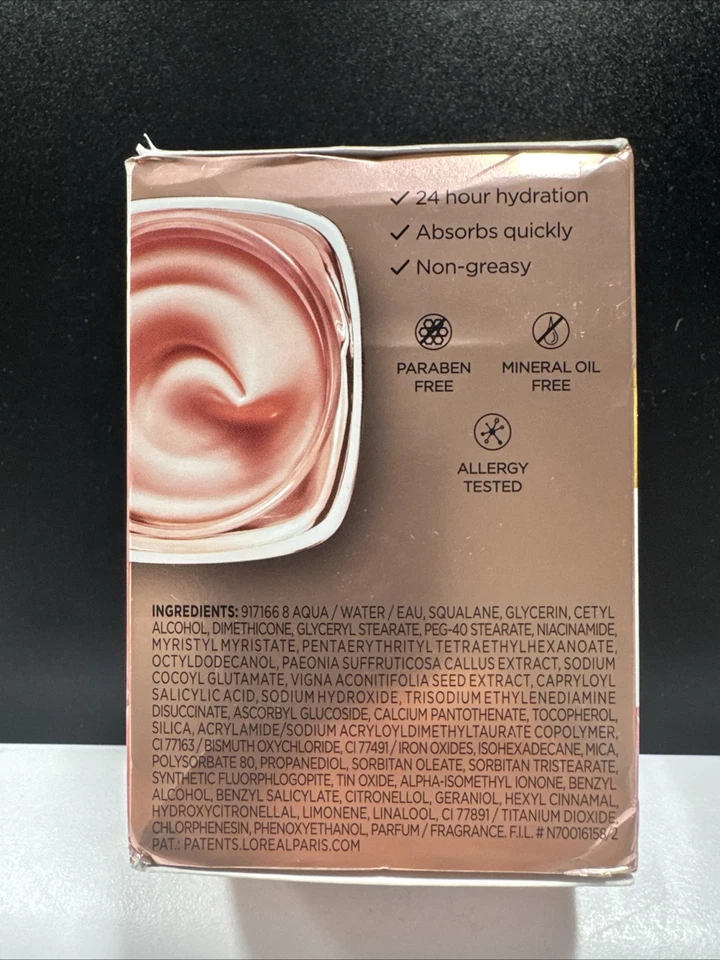 24 hour hydration
Absorbs quickly
Non-greasy
PARABEN FREE
MINERAL OIL FREE
ALLERGY TESTED
INGREDIENTS: 917166 8 AQUA / WATER / EAU, SQUALANE, GLYCERIN, CETYL
ALCOHOL, DIMETHICONE, GLYCERYL STEARATE, PEG-40 STEARATE, NIACINAMIDE,
MYRISTYL MYRISTATE, PENTAERYTHRITYL TETRAETHYLHEXANOATE,
OCTYLDODECANOL, PAEONIA SUFFRUTICOSA CALLUS EXTRACT, SODIUM
COCOYL GLUTAMATE, VIGNA ACONITIFOLIA SEED EXTRACT, CAPRYLOYL
SALICYLIC ACID, SODIUM HYDROXIDE, TRISODIUM ETHYLENEDIAMINE
DISUCCINATE, ASCORBYL GLUCOSIDE, CALCIUM PANTOTHENATE, TOCOPHEROL,
SILICA, ACRYLAMIDE/SODIUM ACRYLOYLDIMETHYLTAURATE COPOLYMER,
CI 77163 / BISMUTH OXYCHLORIDE, CI 77491 / IRON OXIDES, ISOHEXADECANE, MICA,
POLYSORBATE 80, PROPANEDIOL, SORBITAN OLEATE, SORBITAN TRISTEARATE,
SYNTHETIC FLUORPHLOGOPITE, TIN OXIDE, ALPHA-ISOMETHYL IONONE, BENZYL
ALCOHOL, BENZYL SALICYLATE, CITRONELLOL, GERANIOL, HEXYL CINNAMAL,
HYDROXYCITRONELLAL, LIMONENE, LINALOOL, CI 77891 / TITANIUM DIOXIDE,
CHLORPHENESIN, PHENOXYETHANOL, PARFUM / FRAGRANCE. F.I.L. # N70016158/2
PAT.: PATENTS.LOREALPARIS.COM